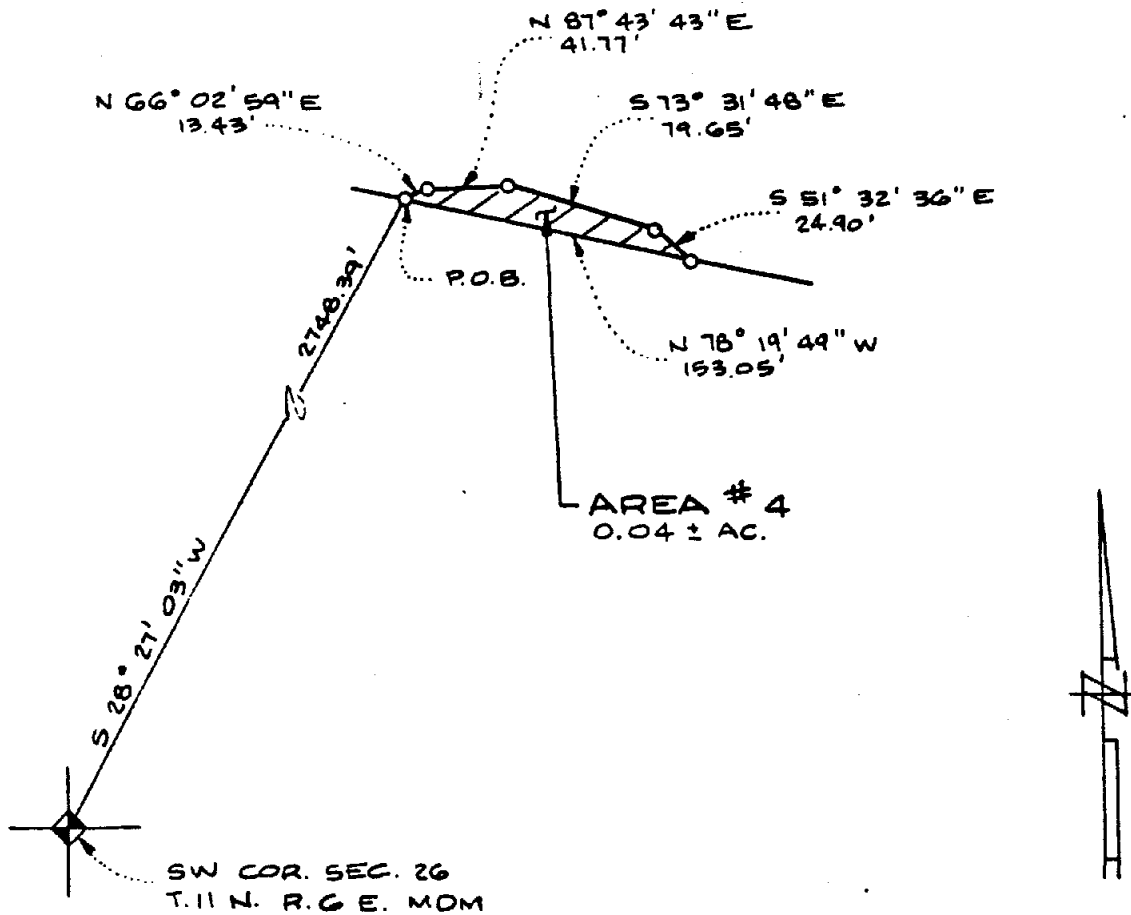 N 87° 43' 43" E
41.77'
N 66° 02' 59" E
13.43'
S 73° 31' 48" E
79.65'
S 51° 32' 36" E
24.90'
P.O.B.
2748.39'
N 78° 19' 49" W
153.05'
AREA # 4
0.04 ± AC.
S 28° 27' 03" W
N
SW COR. SEC. 26
T.11 N. R.6 E. MDM